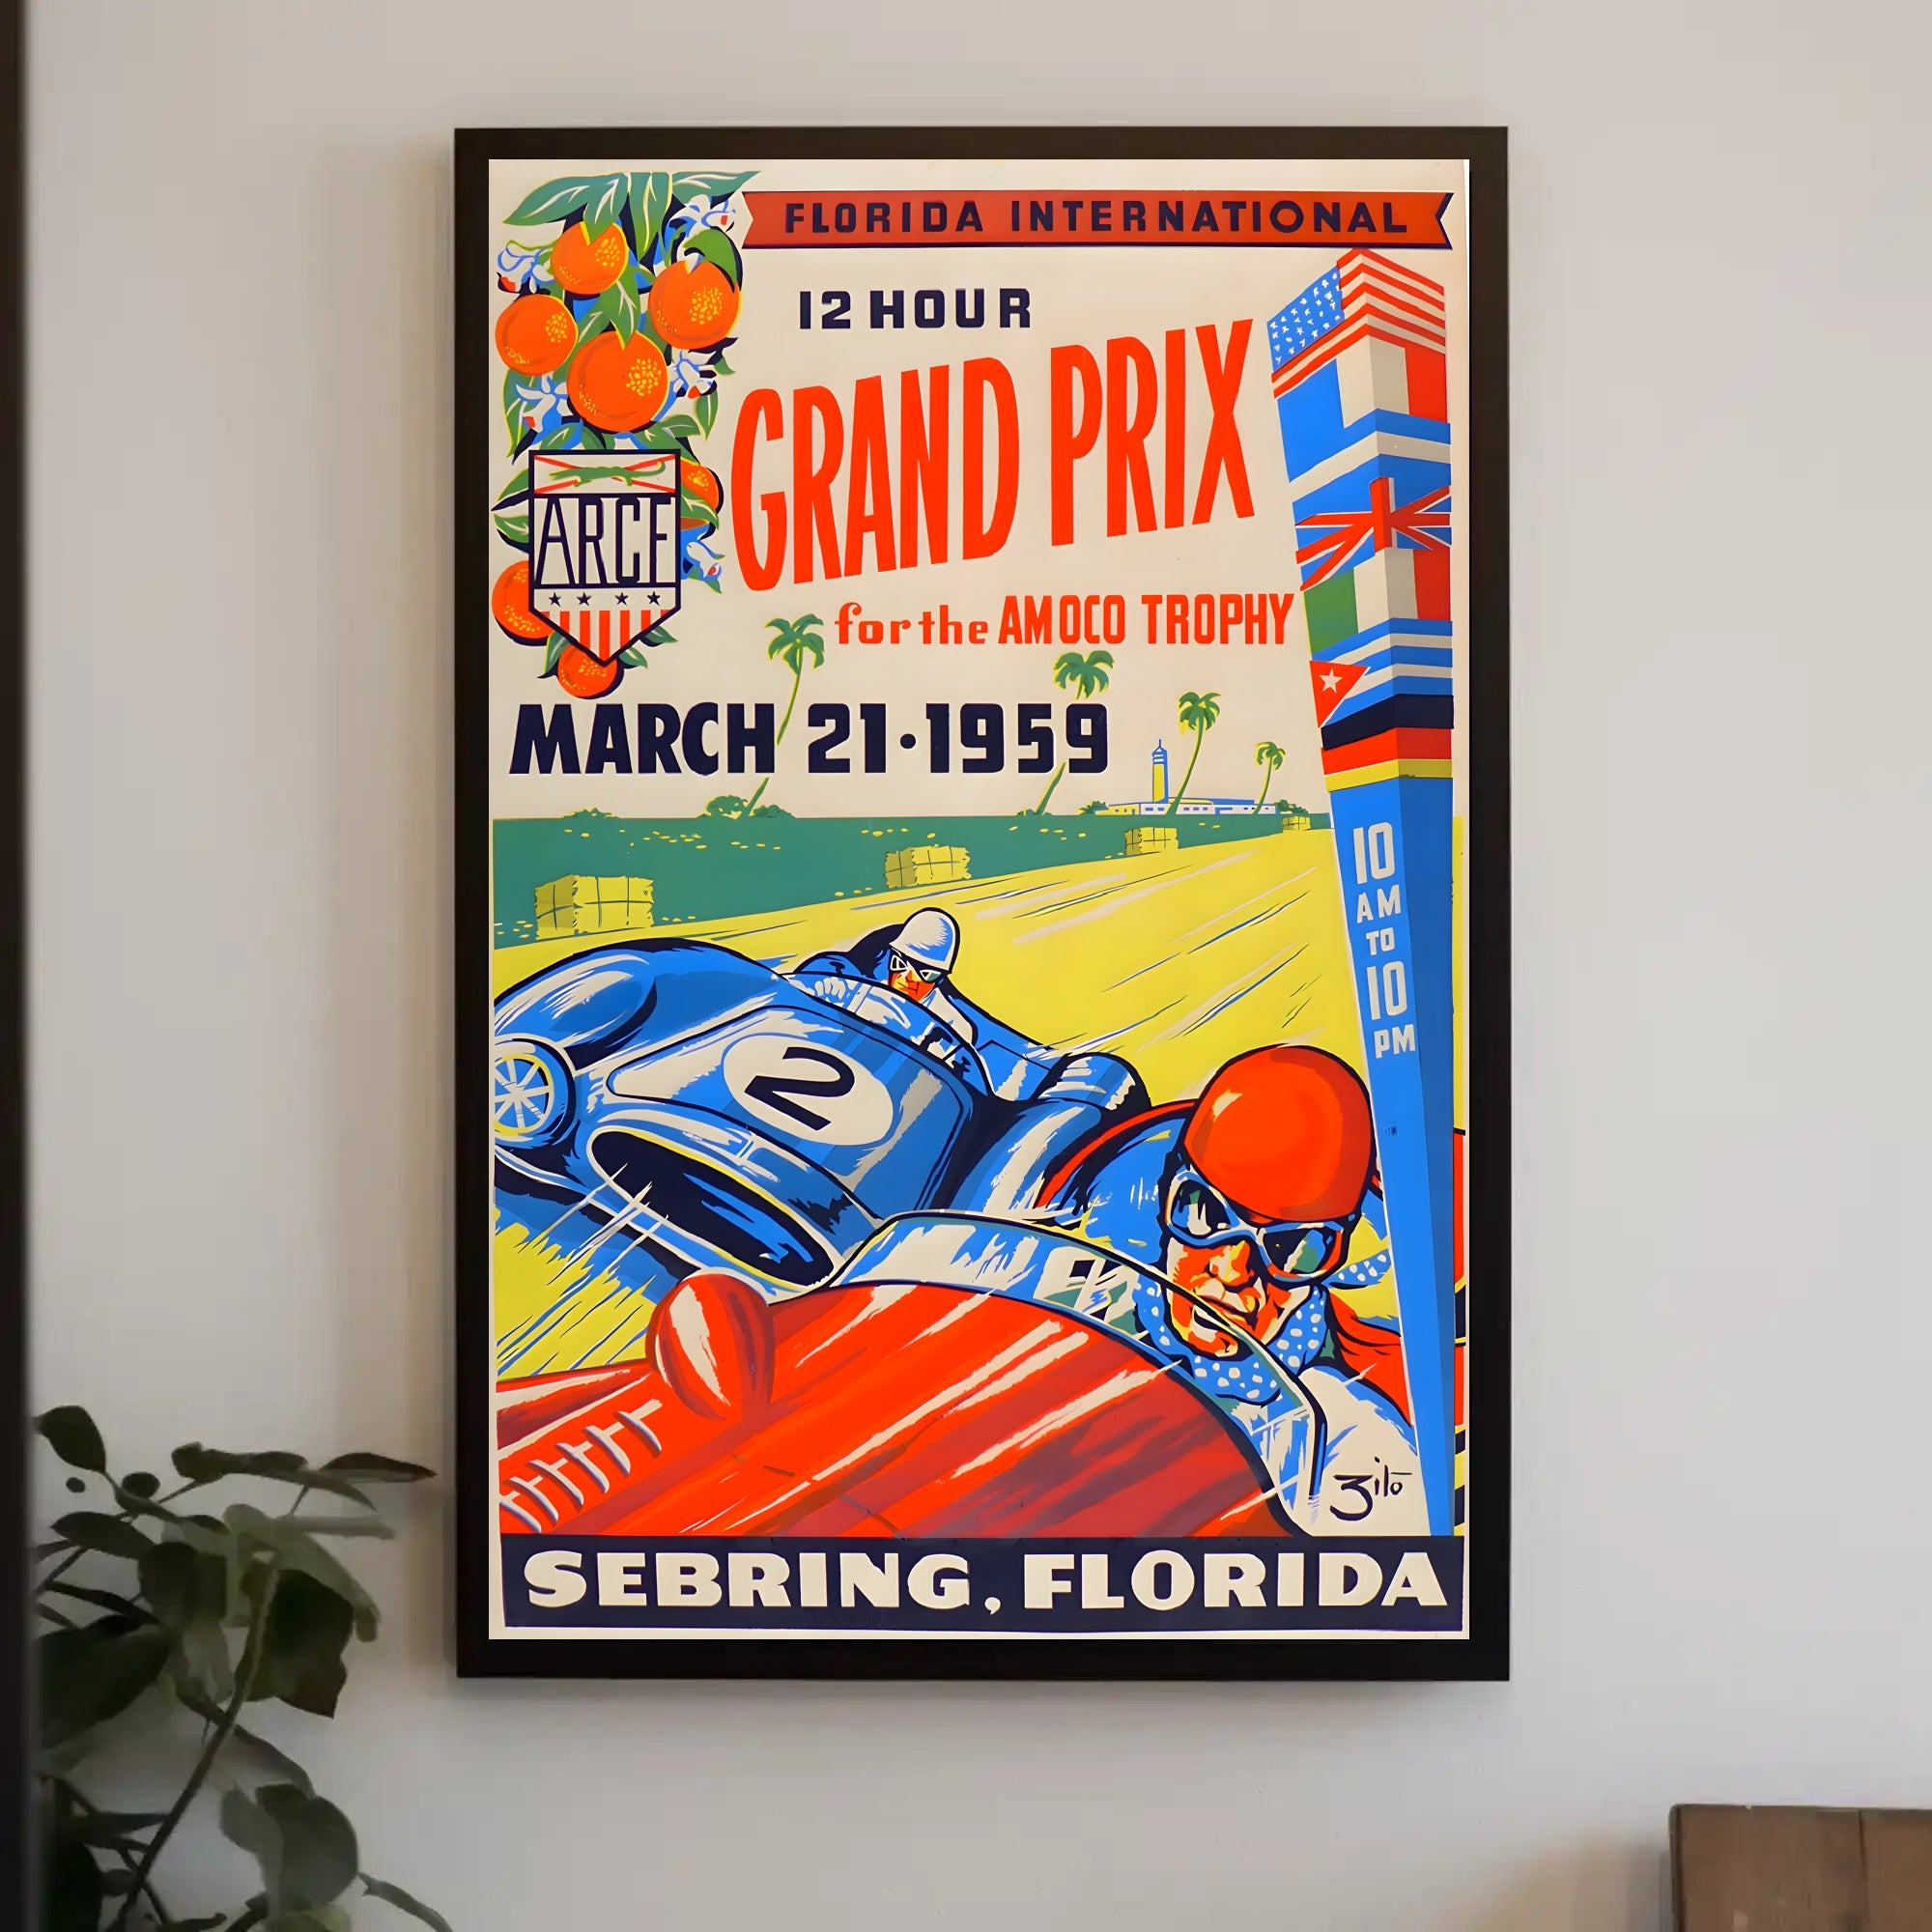 FLORIDA INTERNATIONAL
12 HOUR
GRAND PRIX
for the AMOCO TROPHY
ARCF
MARCH 21·1959
10
AM
TO
10
PM
2
Zito
SEBRING, FLORIDA